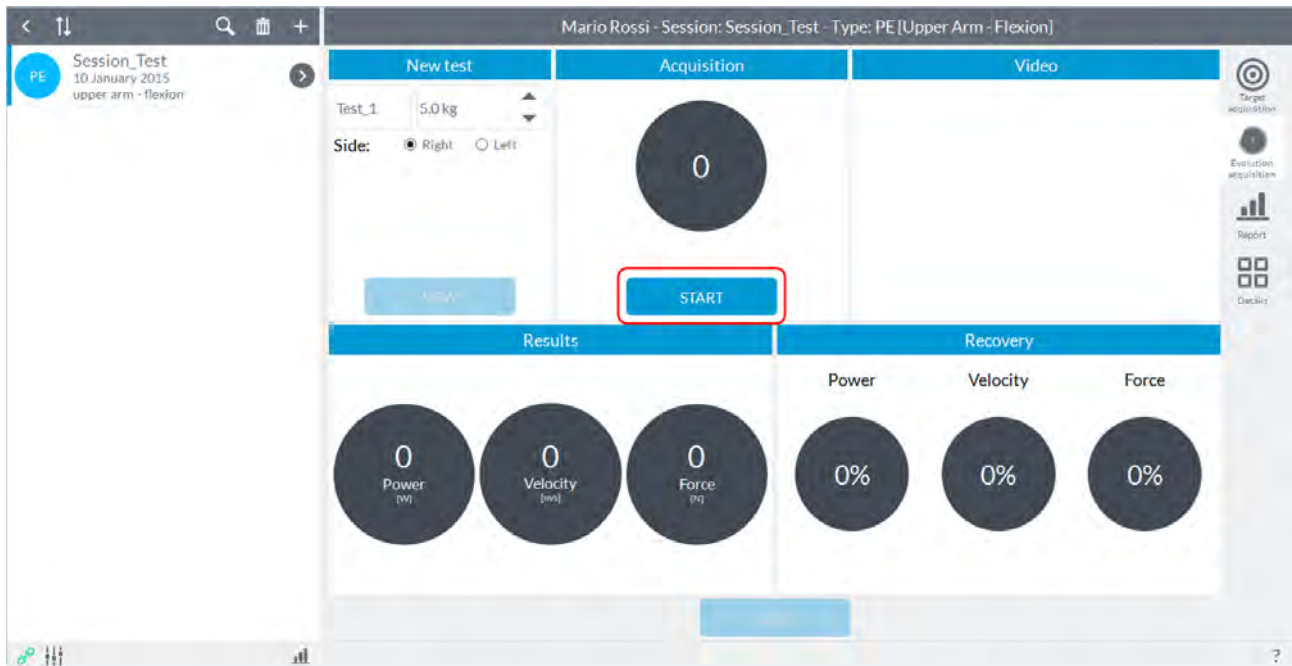 Mario Rossi - Session: Session_Test - Type: PE [Upper Arm - Flexion]
PE
Session_Test
10 January 2015
upper arm - flexion
New test
Acquisition
Video
Test_1 5.0 kg
Side: Right Left
0
START
Target
acquisition
Evolution
acquisition
Report
Details
Results
Recovery
Power Velocity Force
0
Power
[W]
0
Velocity
[m/s]
0
Force
[N]
0% 0% 0%
?